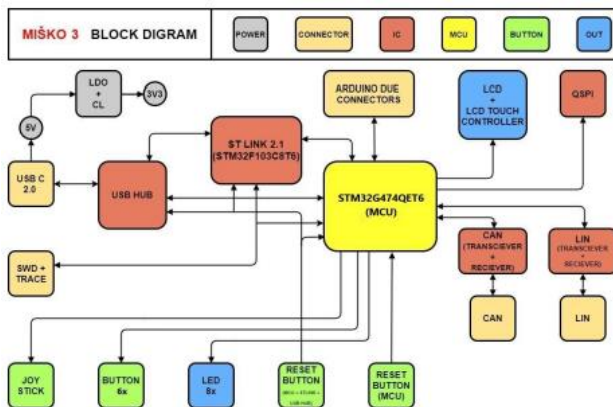 MIŠKO 3 BLOCK DIGRAM
POWER
CONNECTOR
IC
MCU
BUTTON
OUT
LDO
+
CL
3V3
5V
USB C
2.0
USB HUB
ST LINK 2.1
(STM32F103C8T6)
ARDUINO DUE
CONNECTORS
LCD
+
LCD TOUCH
CONTROLLER
QSPI
STM32G474QET6
(MCU)
CAN
(TRANSCIEVER
+
RECIEVER)
LIN
(TRANSCIEVER
+
RECIEVER)
SWD +
TRACE
CAN
LIN
JOY
STICK
BUTTON
6x
LED
8x
RESET
BUTTON
RESET
BUTTON
(MCU)